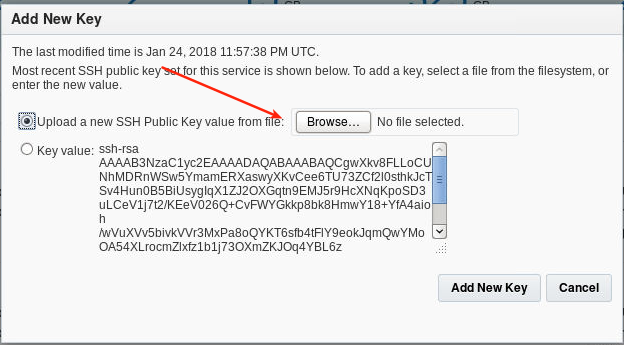 Add New Key
The last modified time is Jan 24, 2018 11:57:38 PM UTC.
Most recent SSH public key set for this service is shown below. To add a key, select a file from the filesystem, or
enter the new value.
Upload a new SSH Public Key value from file: Browse... No file selected.
Key value: ssh-rsa
AAAAB3NzaC1yc2EAAAADAQABAAABAQCgwXkv8FLLoCU
NhMDRnWSw5YmamERXaswyXKvCee6TU73ZCf2I0sthkJcT
Sv4Hun0B5BiUsyglqX1ZJ2OXGqtn9EMJ5r9HcXNqKpoSD3
uLCeV1j7t2/KEeV026Q+CvFWYGkkp8bk8HmwY18+YfA4aio
h
/wVuXVv5bivkVVr3MxPa8oQYKT6sfb4tFlY9eokJqmQwYMo
OA54XLrocmZlxfz1b1j73OXmZKJOq4YBL6z
Add New Key Cancel